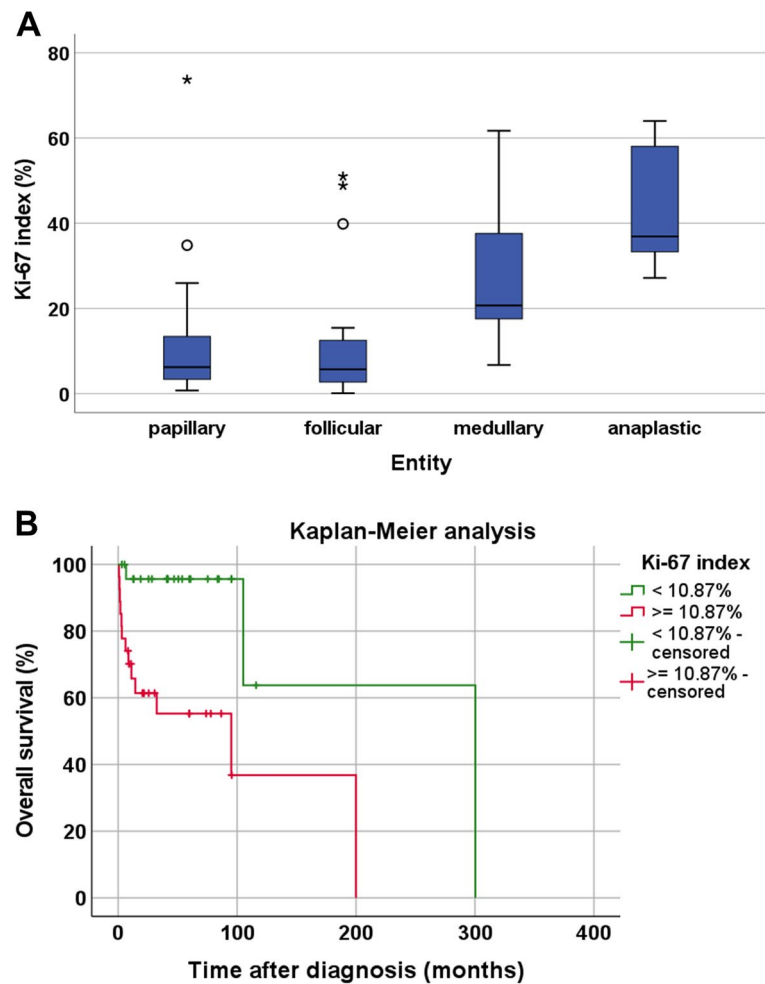 A
80
60
40
20
0
Ki-67 index (%)
papillary follicular medullary anaplastic
Entity
B
Kaplan-Meier analysis
100
80
60
40
20
0
Overall survival (%)
0 100 200 300 400
Time after diagnosis (months)
Ki-67 index
< 10.87%
>= 10.87%
< 10.87% -
censored
>= 10.87% -
censored